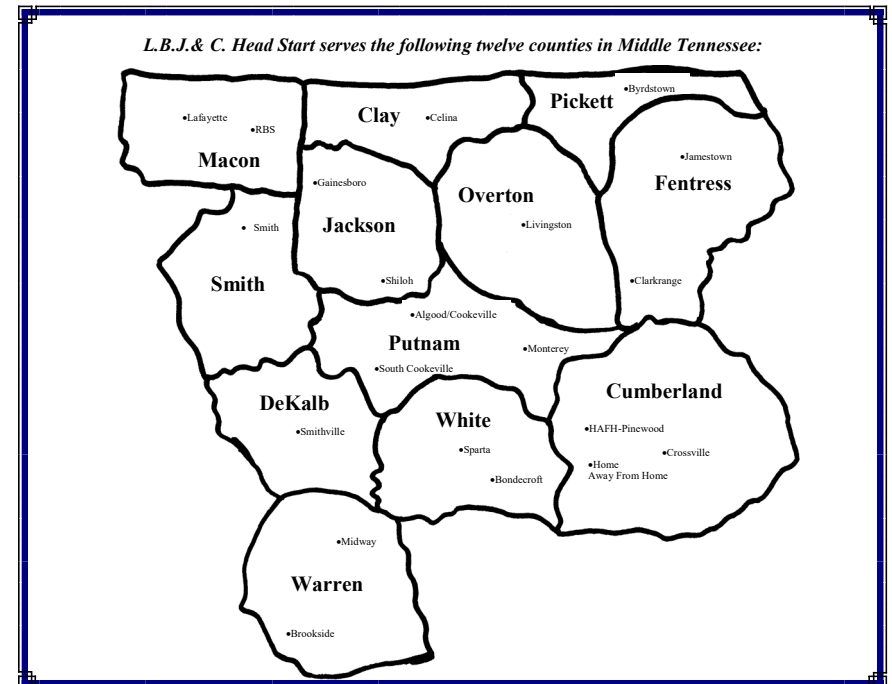 L.B.J.& C. Head Start serves the following twelve counties in Middle Tennessee:
Pickett
•Byrdstown
Clay
•Celina
•Lafayette
•RBS
Macon
•Jamestown
Fentress
•Gainesboro
Overton
Jackson
•Livingston
• Smith
Smith
•Shiloh
•Clarkrange
•Algood/Cookeville
Putnam
•Monterey
•South Cookeville
Cumberland
DeKalb
White
•Smithville
•HAFH-Pinewood
•Sparta
•Crossville
•Home
Away From Home
•Bondecroft
•Midway
Warren
•Brookside